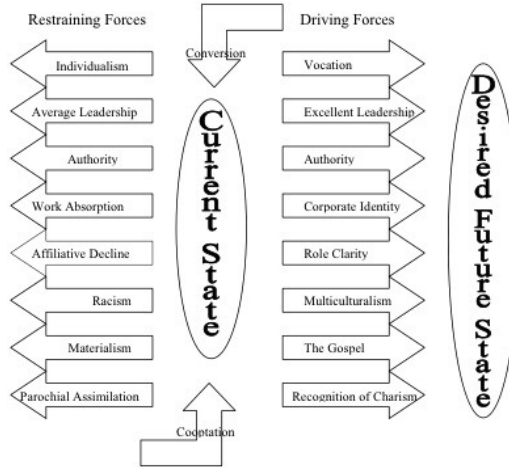 Restraining Forces
Driving Forces
Conversion
Individualism
Vocation
Average Leadership
Excellent Leadership
Authority
Authority
Work Absorption
Corporate Identity
Affiliative Decline
Role Clarity
Racism
Multiculturalism
Materialism
The Gospel
Parochial Assimilation
Recognition of Charism
Current State
Desired Future State
Cooptation